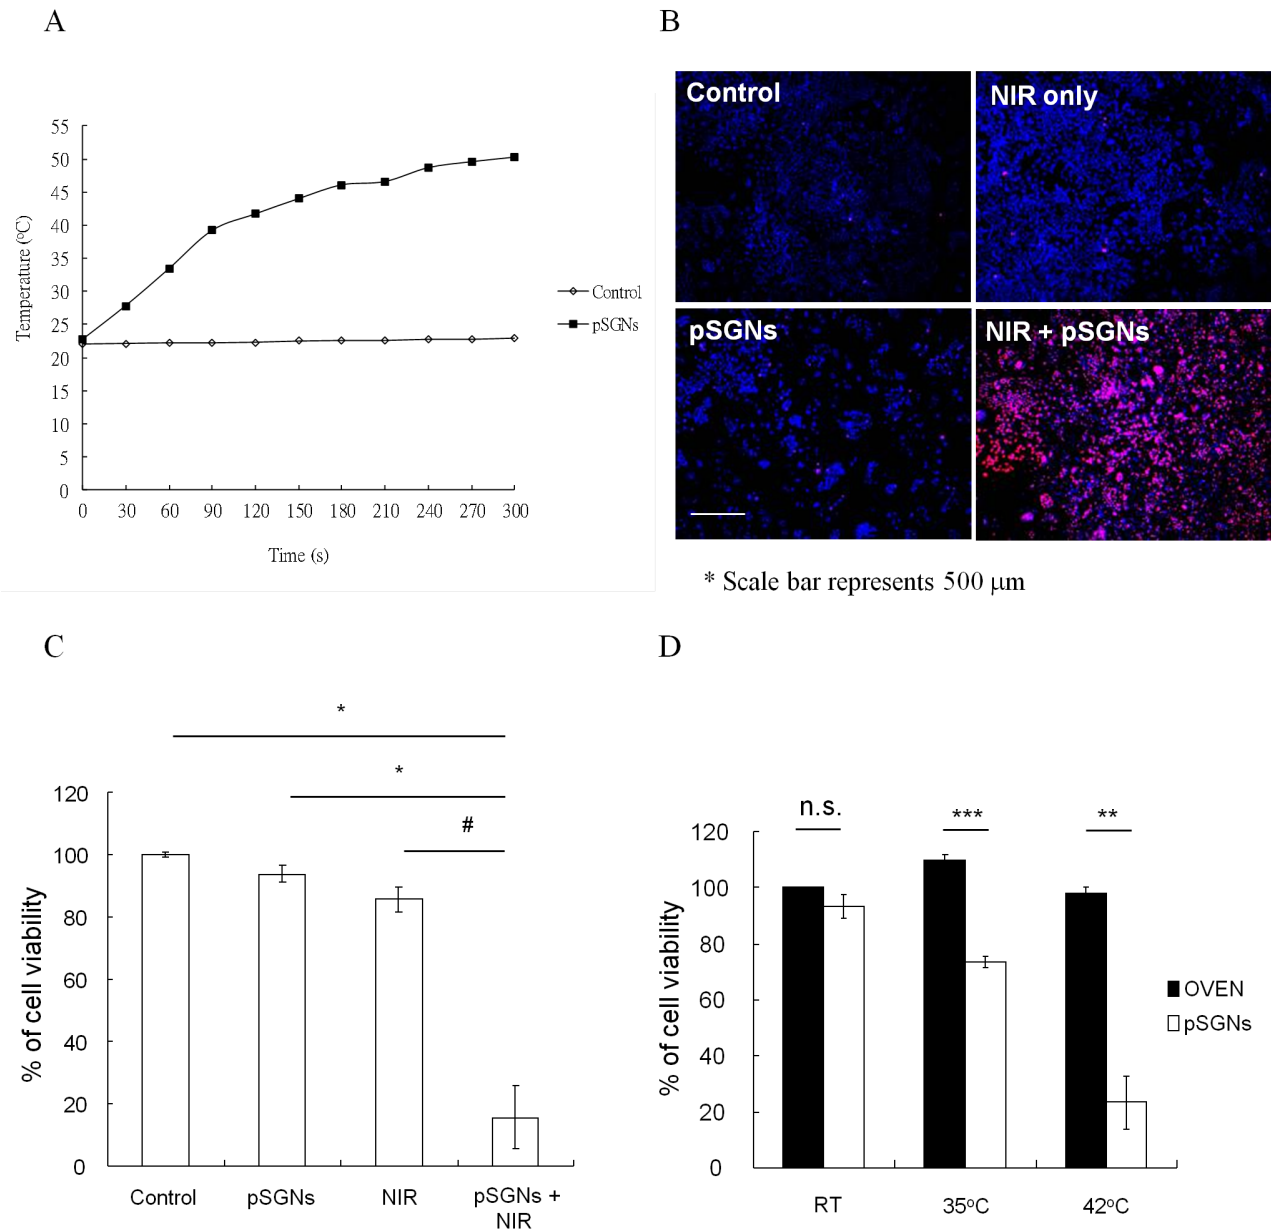 A
Temperature (°C)
55
50
45
40
35
30
25
20
15
10
5
0
0 30 60 90 120 150 180 210 240 270 300
Time (s)
Control
pSGNs
B
Control
NIR only
pSGNs
NIR + pSGNs
* Scale bar represents 500 μm
C
*
*
#
% of cell viability
120
100
80
60
40
20
0
Control pSGNs NIR pSGNs +
NIR
D
n.s. *** **
% of cell viability
120
100
80
60
40
20
0
RT 35°C 42°C
OVEN
pSGNs